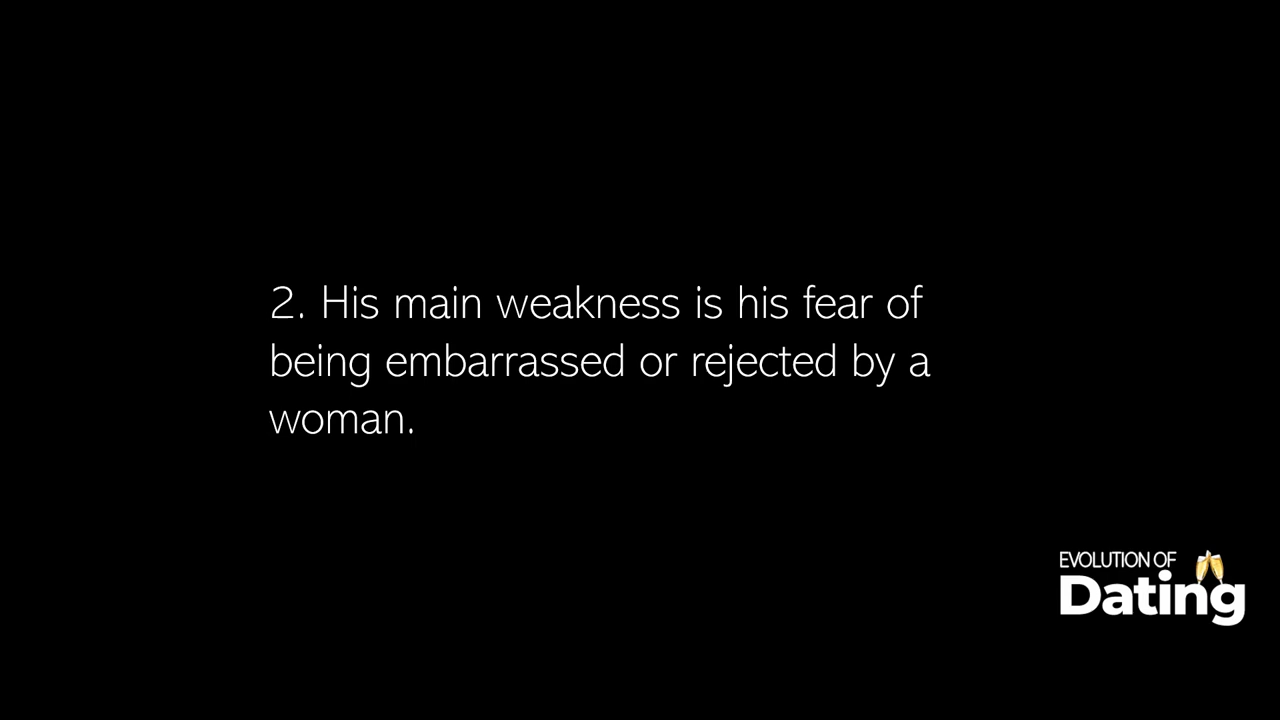 2. His main weakness is his fear of
being embarrassed or rejected by a
woman.
EVOLUTION OF
Dating